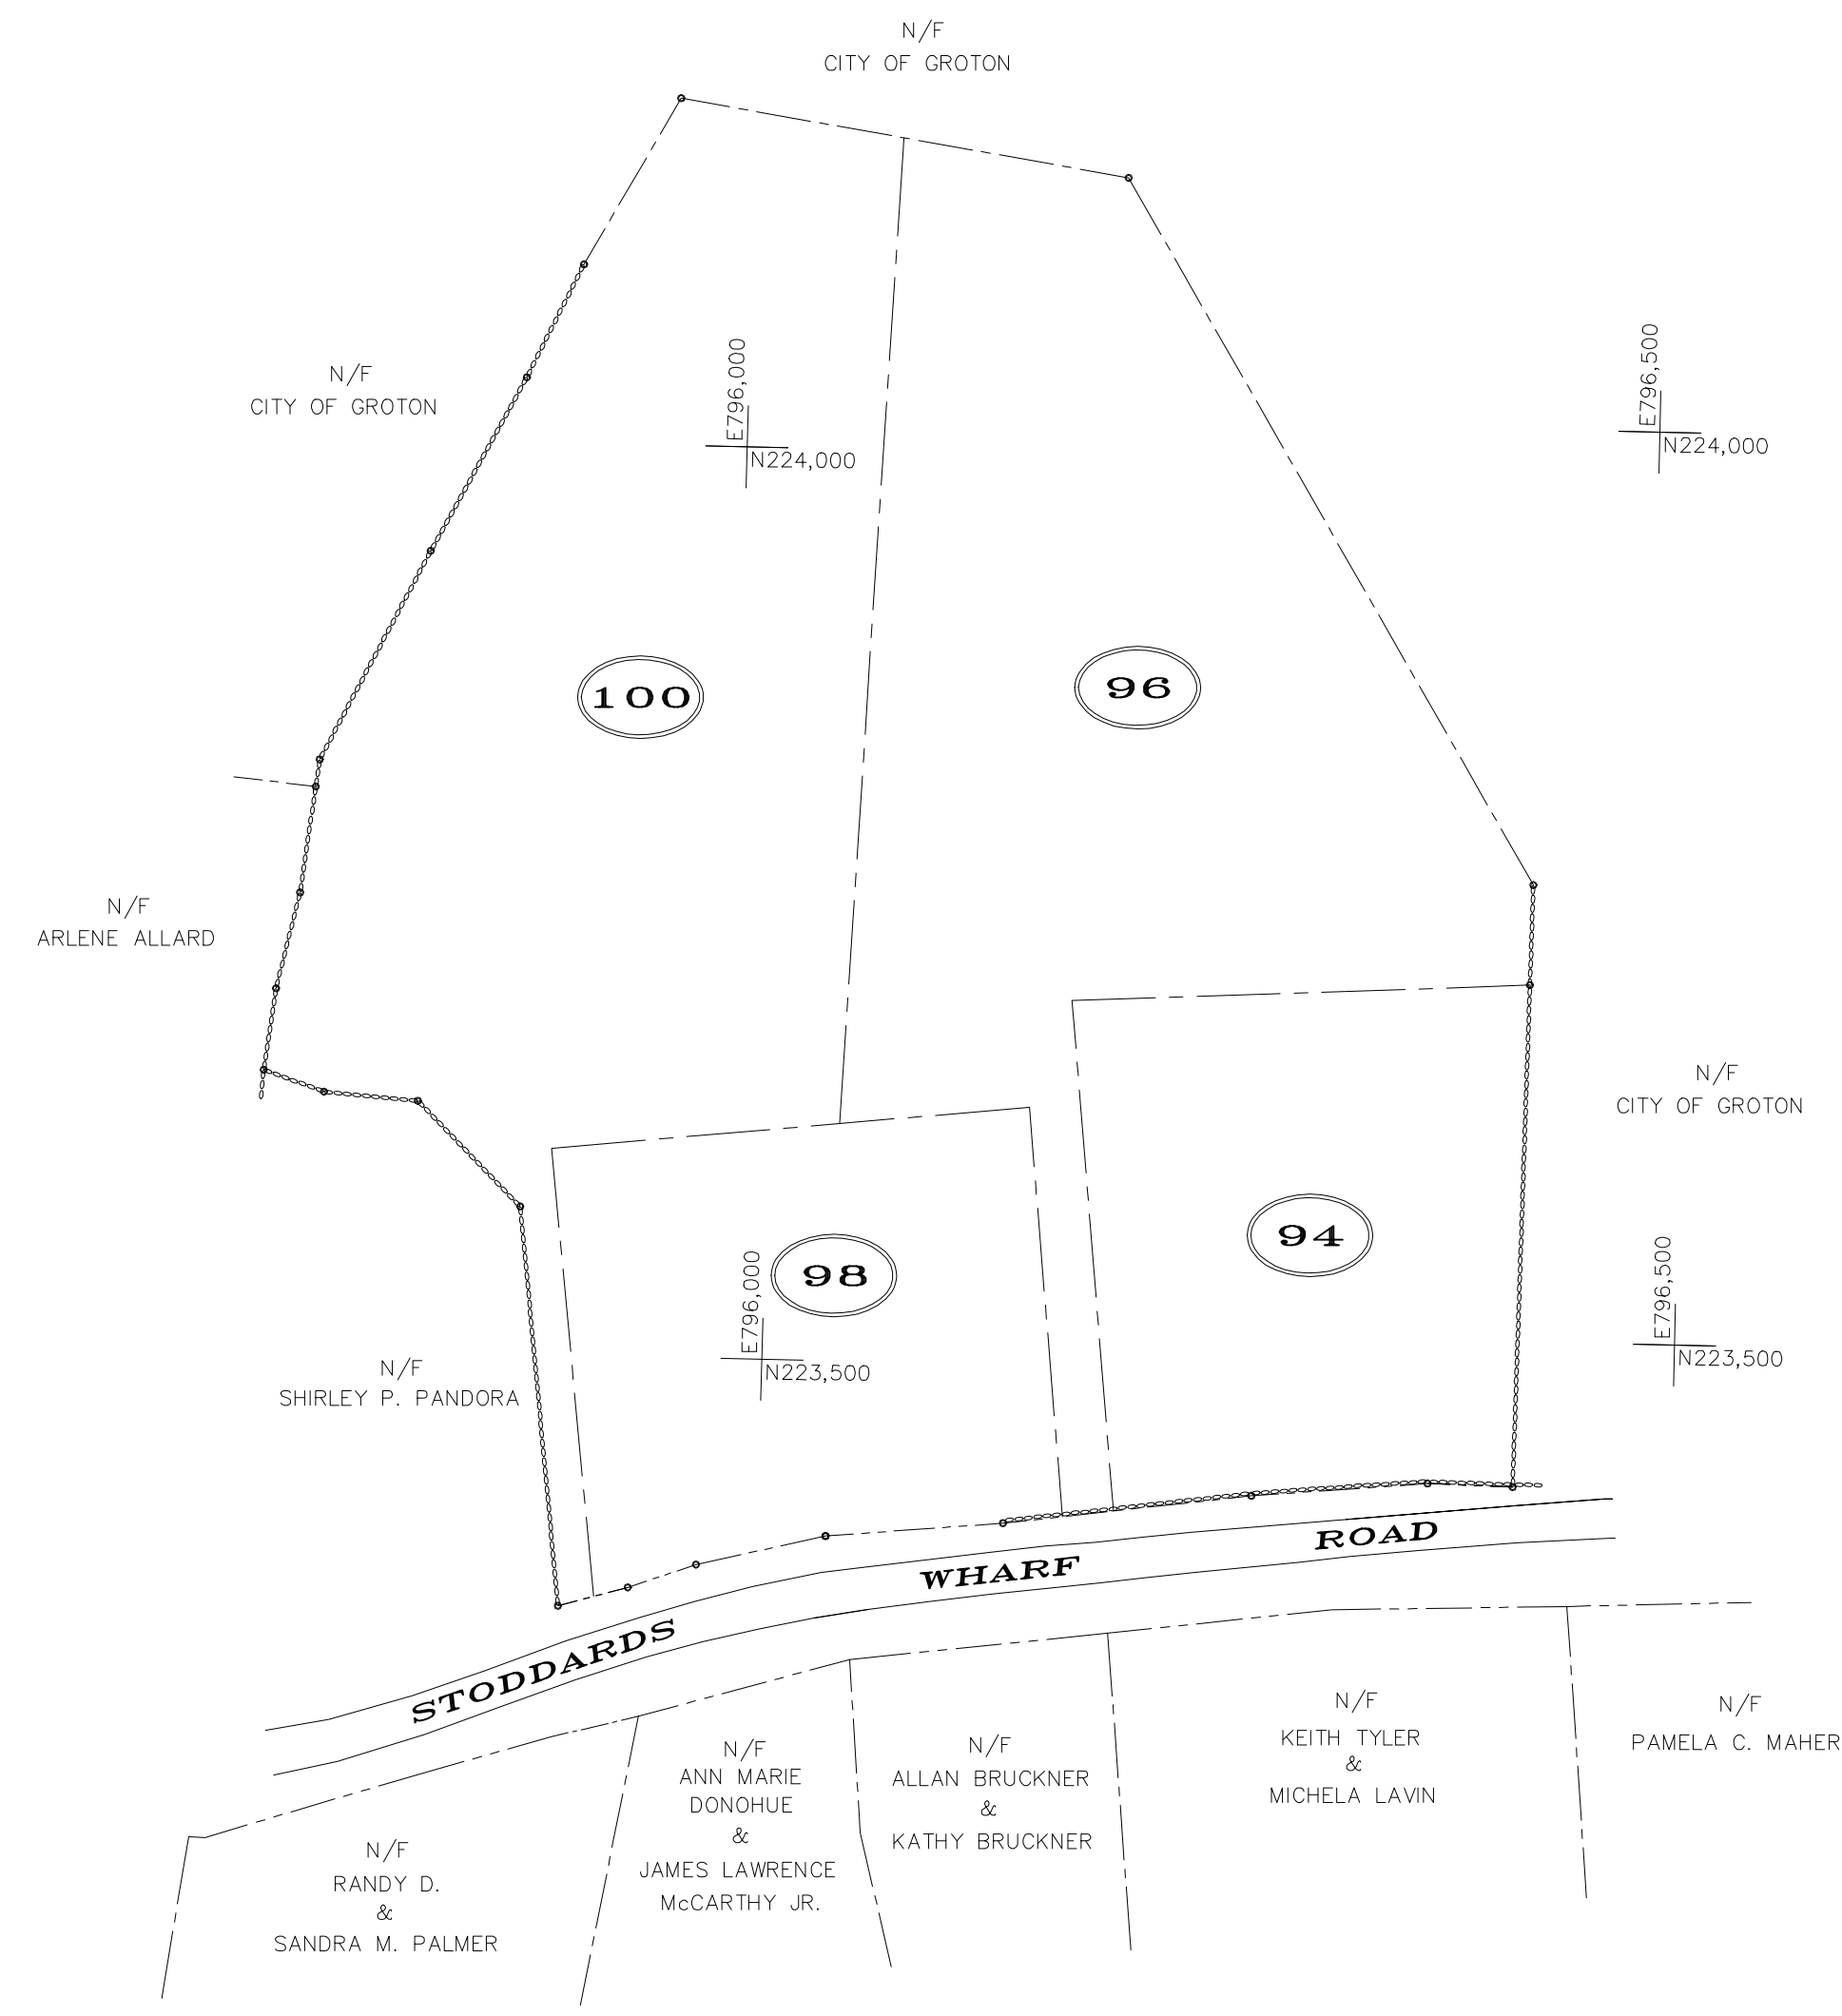 N/F
CITY OF GROTON
N/F
CITY OF GROTON
E796,000
N224,000
E796,500
N224,000
100
96
N/F
ARLENE ALLARD
N/F
CITY OF GROTON
98
94
E796,000
N223,500
E796,500
N223,500
N/F
SHIRLEY P. PANDORA
STODDARDS WHARF ROAD
N/F
RANDY D.
&
SANDRA M. PALMER
N/F
ANN MARIE
DONOHUE
&
JAMES LAWRENCE
McCARTHY JR.
N/F
ALLAN BRUCKNER
&
KATHY BRUCKNER
N/F
KEITH TYLER
&
MICHELA LAVIN
N/F
PAMELA C. MAHER